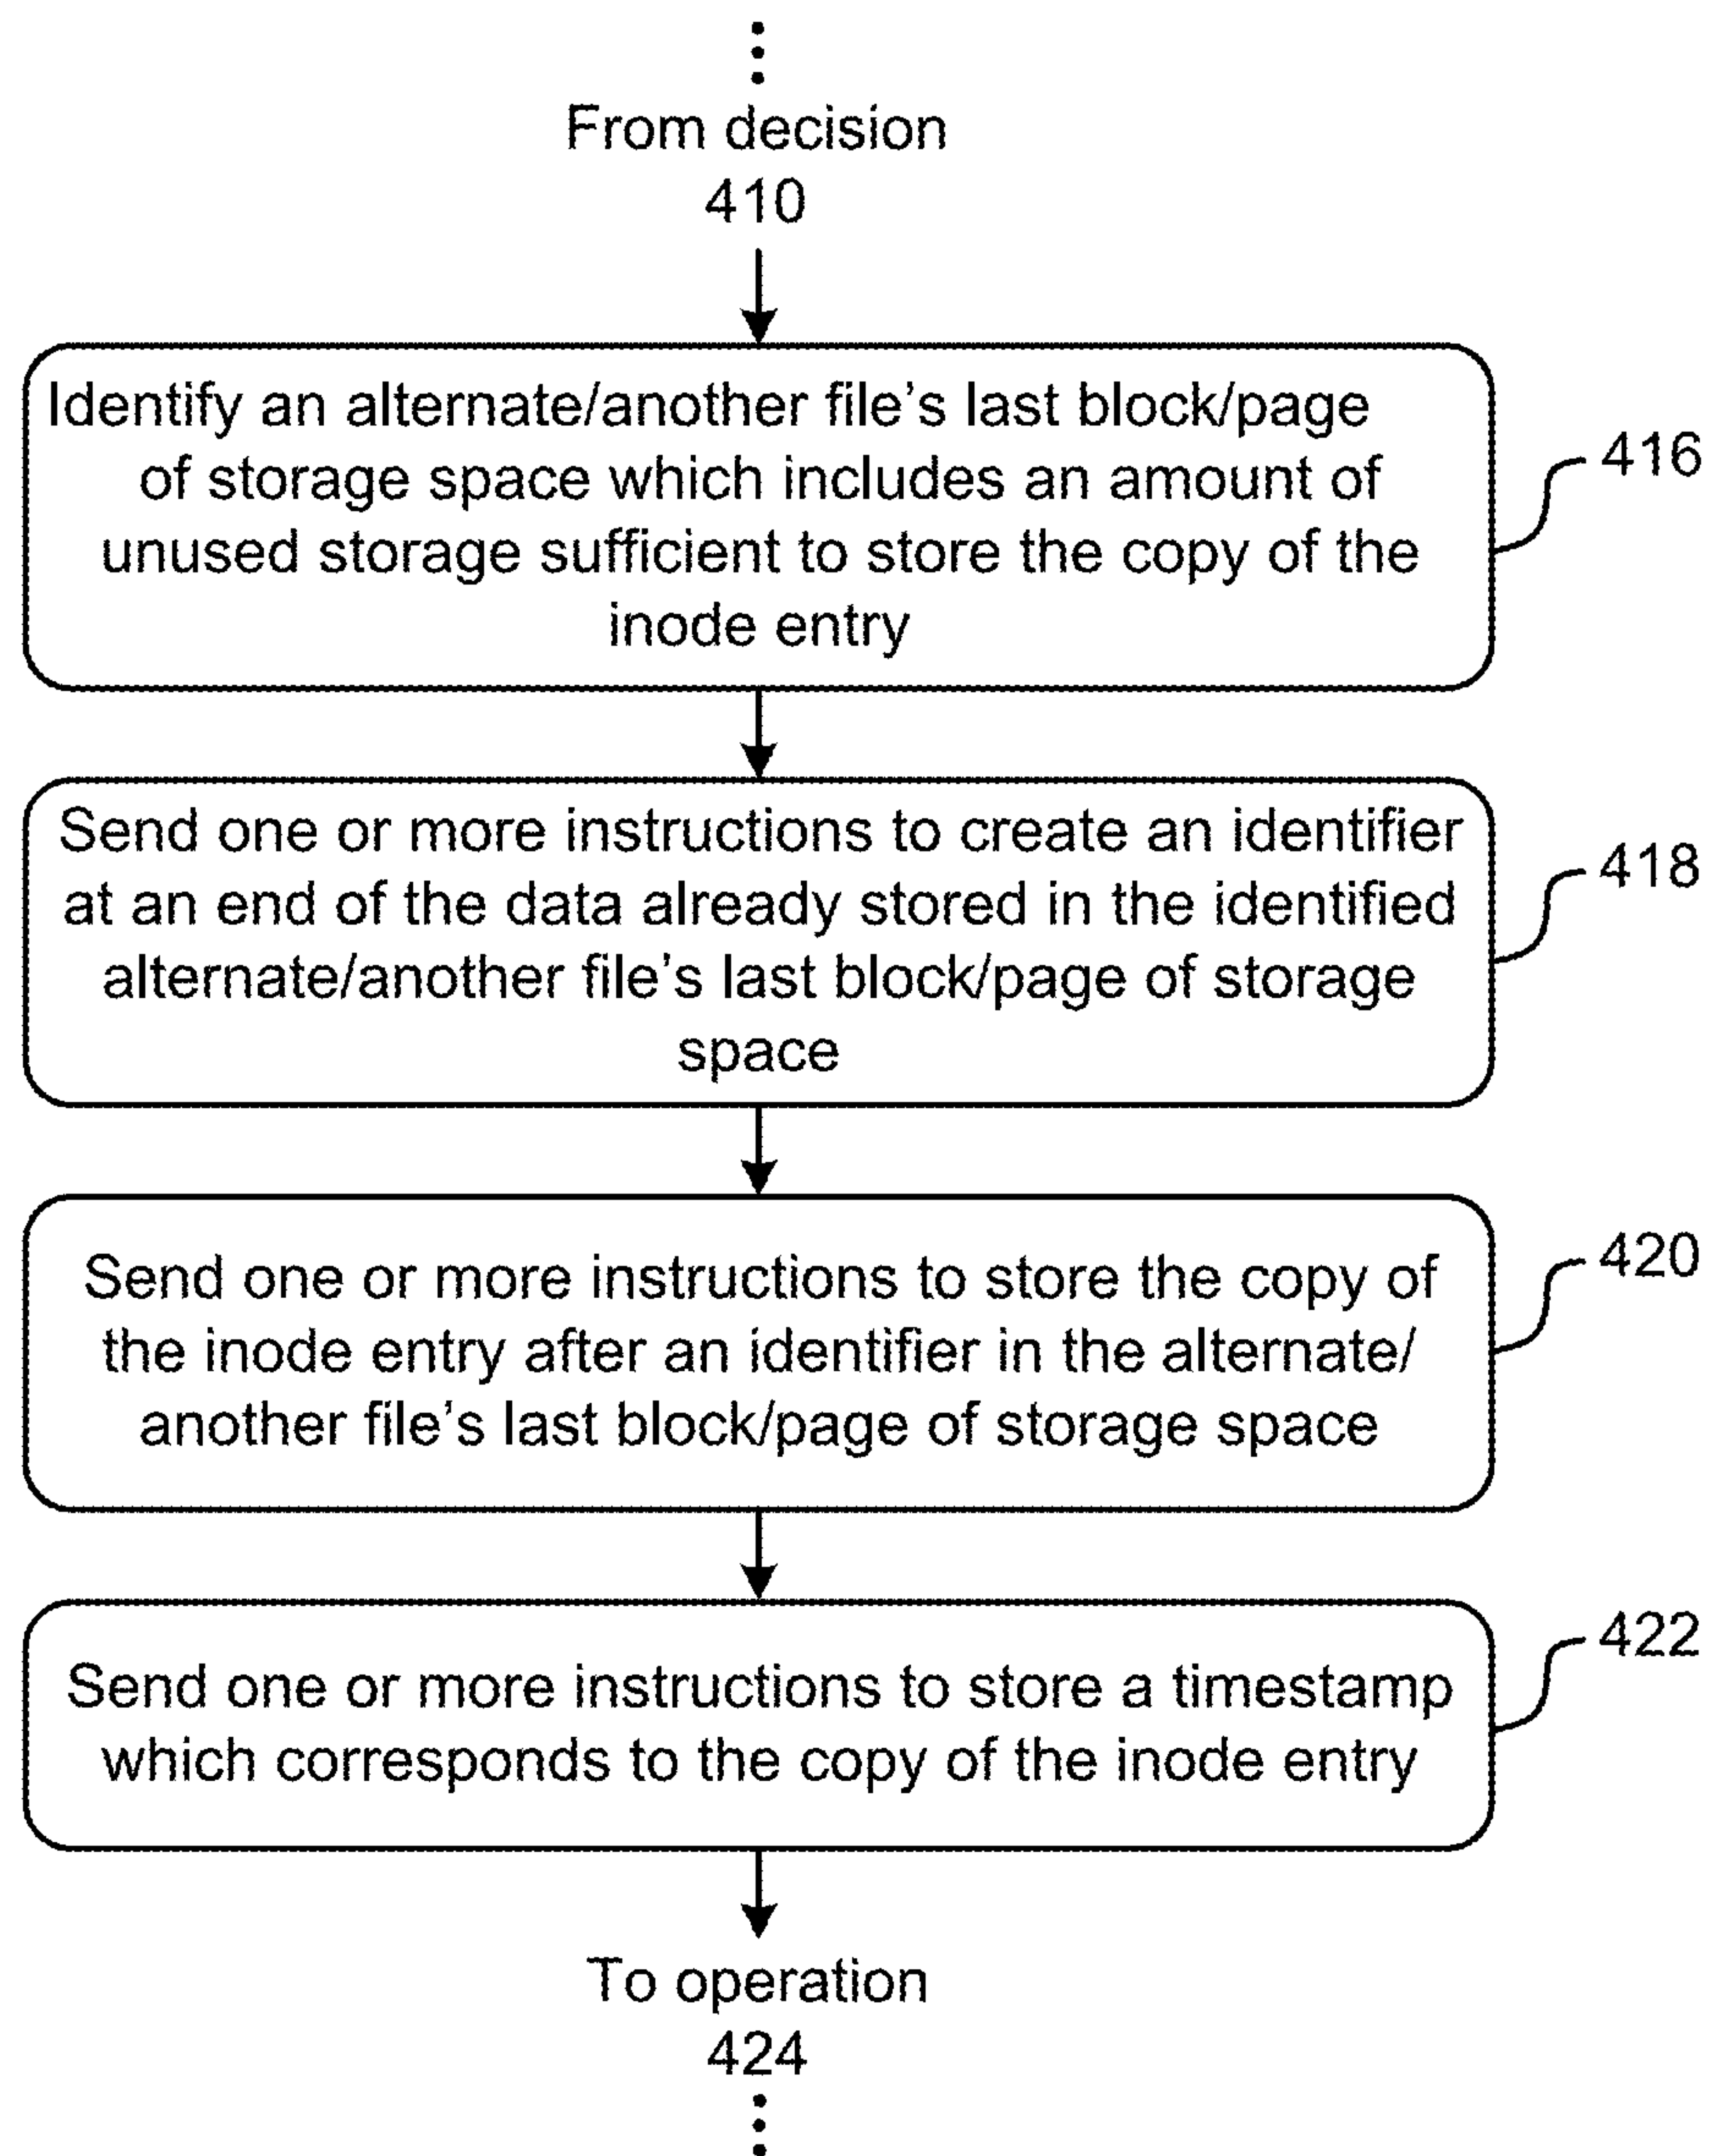 From decision
410
Identify an alternate/another file's last block/page
of storage space which includes an amount of
unused storage sufficient to store the copy of the
inode entry
416
Send one or more instructions to create an identifier
at an end of the data already stored in the identified
alternate/another file's last block/page of storage
space
418
Send one or more instructions to store the copy of
the inode entry after an identifier in the alternate/
another file's last block/page of storage space
420
Send one or more instructions to store a timestamp
which corresponds to the copy of the inode entry
422
To operation
424